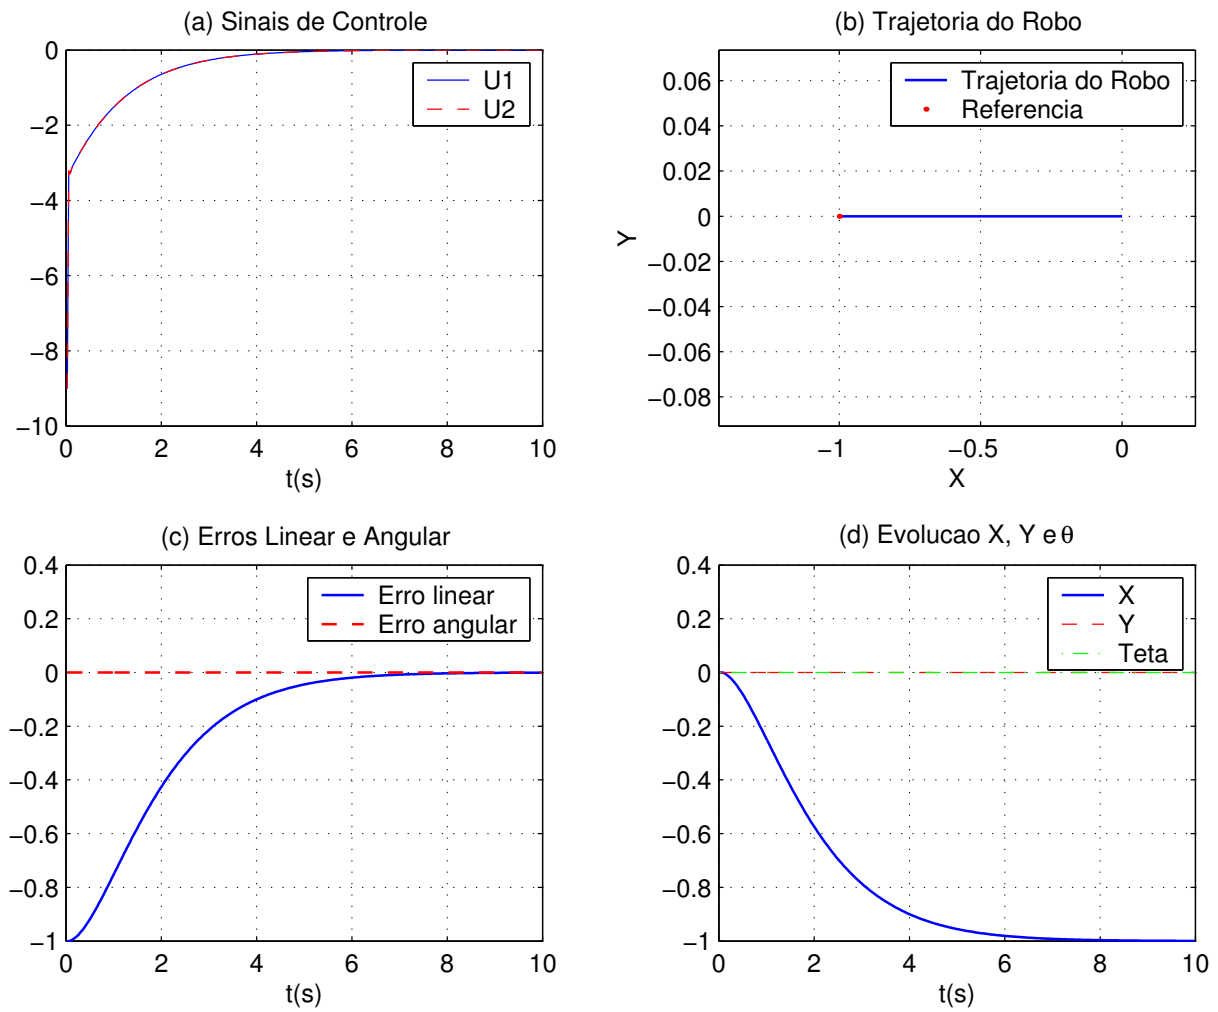 (a) Sinais de Controle
0
−2
−4
−6
−8
−10
U1
U2
0 2 4 6 8 10
t(s)
(b) Trajetoria do Robo
0.06
0.04
0.02
0
−0.02
−0.04
−0.06
−0.08
Y
Trajetoria do Robo
Referencia
−1 −0.5 0
X
(c) Erros Linear e Angular
0.4
0.2
0
−0.2
−0.4
−0.6
−0.8
−1
Erro linear
Erro angular
0 2 4 6 8 10
t(s)
(d) Evolucao X, Y e θ
0.4
0.2
0
−0.2
−0.4
−0.6
−0.8
−1
X
Y
Teta
0 2 4 6 8 10
t(s)